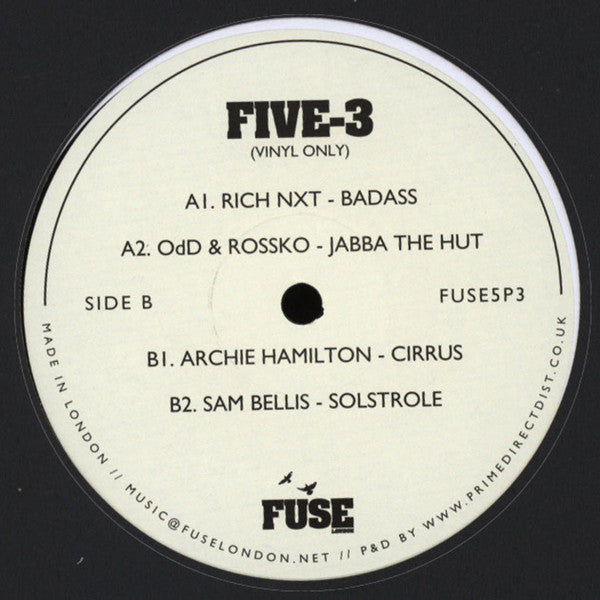 FIVE-3
(VINYL ONLY)
A1. RICH NXT - BADASS
A2. OdD & ROSSKO - JABBA THE HUT
SIDE B
FUSE5P3
B1. ARCHIE HAMILTON - CIRRUS
B2. SAM BELLIS - SOLSTROLE
FUSE
LONDON
MADE IN LONDON // MUSIC@FUSELONDON.NET // P&D BY WWW.PRIMEDIRECTDIST.CO.UK